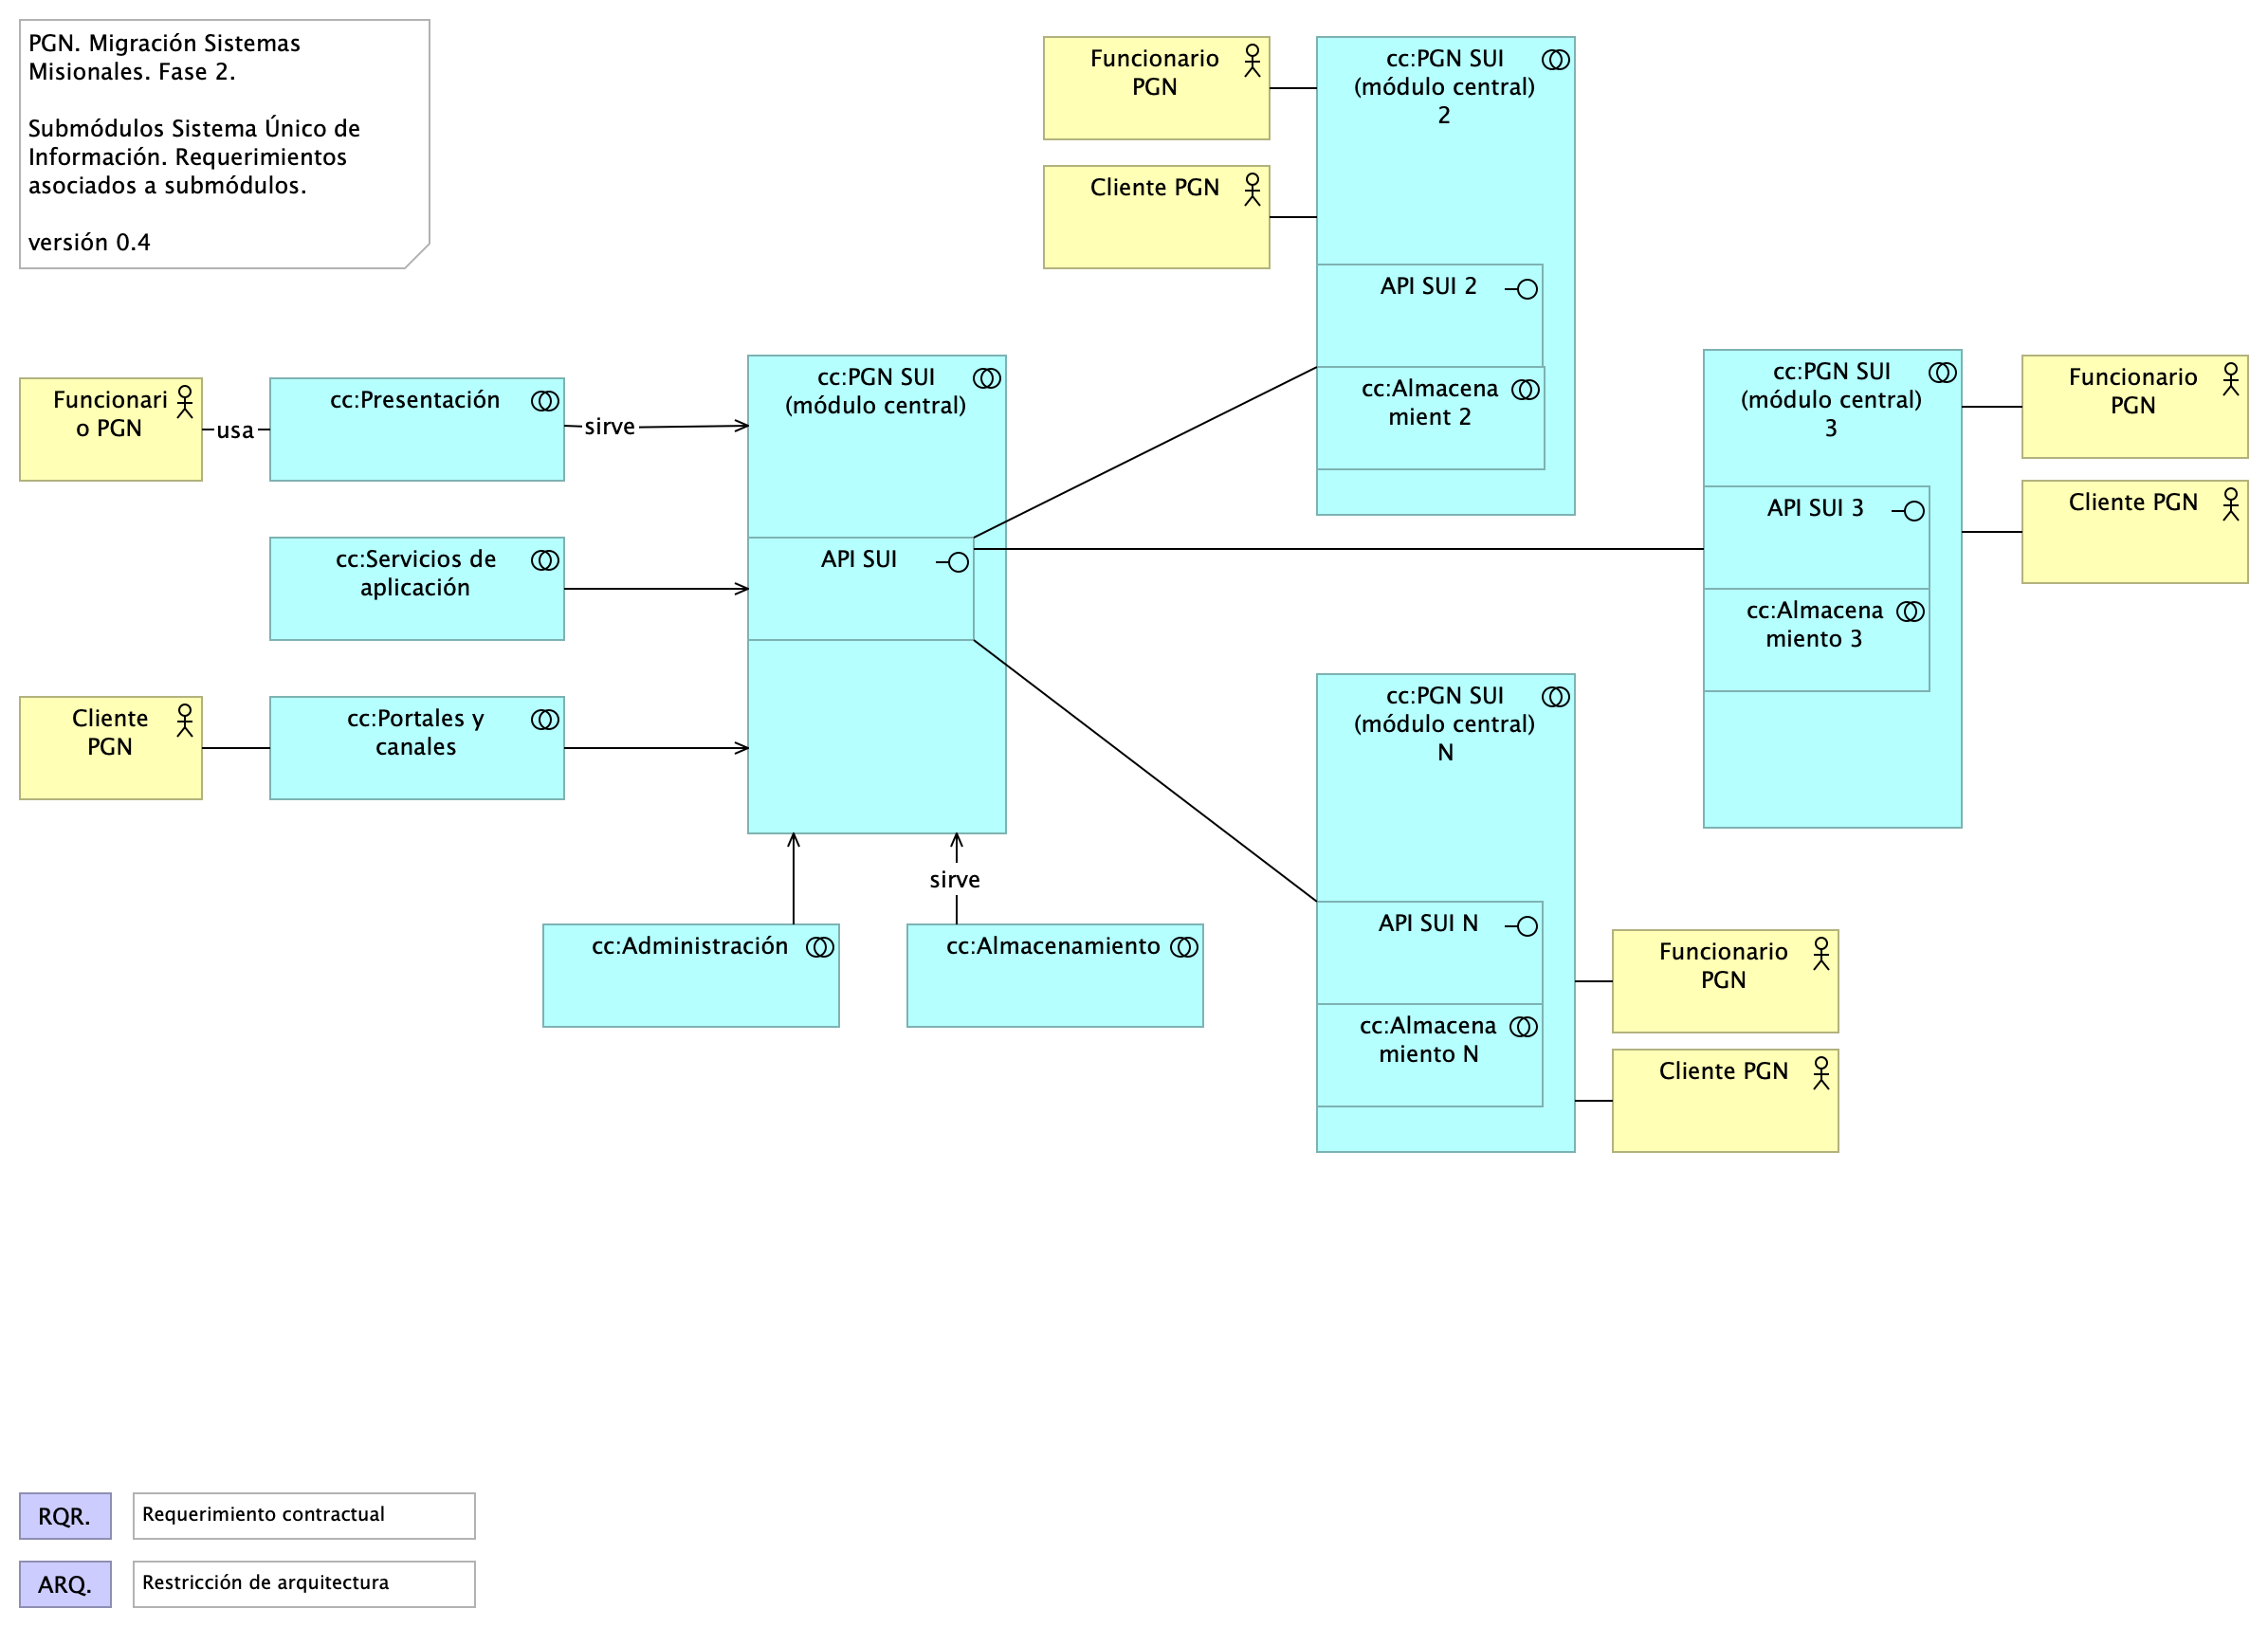 PGN. Migración Sistemas
Misionales. Fase 2.
Submódulos Sistema Único de
Información. Requerimientos
asociados a submódulos.
versión 0.4
Funcionario
PGN
Cliente PGN
cc:PGN SUI
(módulo central)
2
API SUI 2
cc:Almacena
mient 2
Funcionari
o PGN
usa
cc:Presentación
sirve
cc:PGN SUI
(módulo central)
cc:Servicios de
aplicación
API SUI
Cliente
PGN
cc:Portales y
canales
cc:PGN SUI
(módulo central)
3
API SUI 3
cc:Almacena
miento 3
Funcionario
PGN
Cliente PGN
sirve
cc:Administración
cc:Almacenamiento
cc:PGN SUI
(módulo central)
N
API SUI N
cc:Almacena
miento N
Funcionario
PGN
Cliente PGN
RQR.
Requerimiento contractual
ARQ.
Restricción de arquitectura